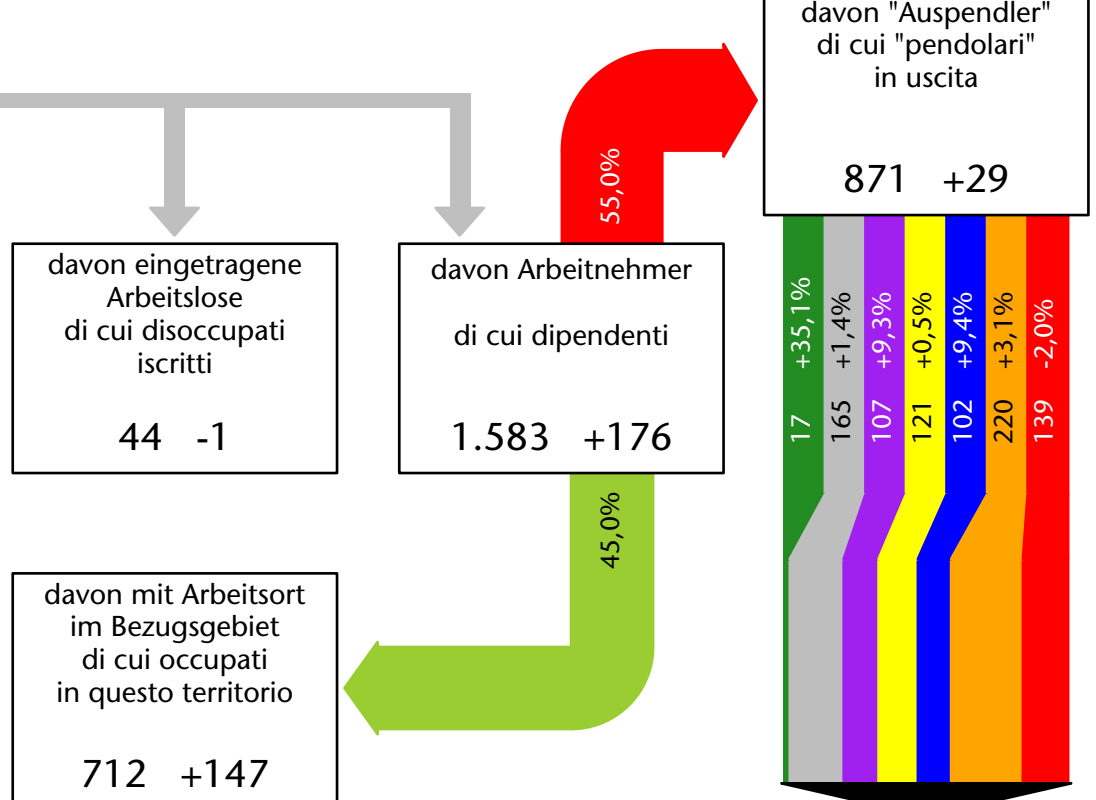 davon "Auspendler"
di cui "pendolari"
in uscita
871 +29
55,0%
davon eingetragene
Arbeitslose
di cui disoccupati
iscritti
44 -1
davon Arbeitnehmer
di cui dipendenti
1.583 +176
17 +35,1%
165 +1,4%
107 +9,3%
121 +0,5%
102 +9,4%
220 +3,1%
139 -2,0%
45,0%
davon mit Arbeitsort
im Bezugsgebiet
di cui occupati
in questo territorio
712 +147